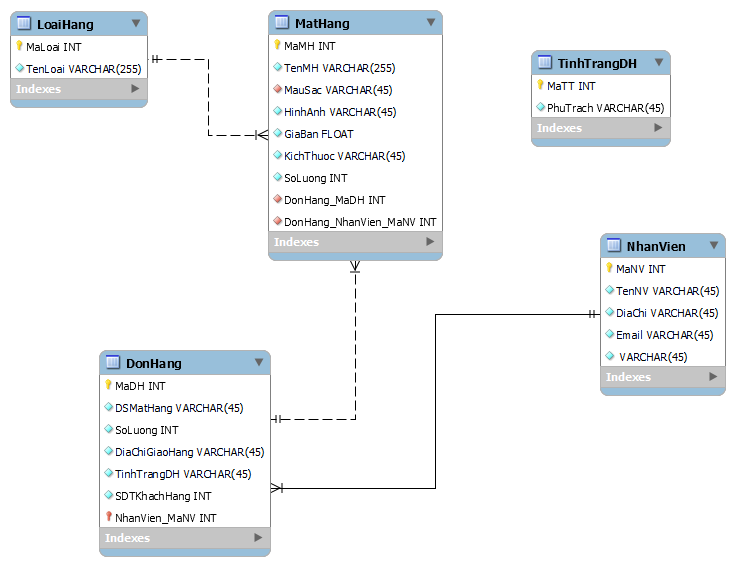 LoaiHang
MaLoai INT
TenLoai VARCHAR(255)
Indexes
MatHang
MaMH INT
TenMH VARCHAR(255)
MauSac VARCHAR(45)
HinhAnh VARCHAR(45)
GiaBan FLOAT
KichThuoc VARCHAR(45)
SoLuong INT
DonHang_MaDH INT
DonHang_NhanVien_MaNV INT
Indexes
TinhTrangDH
MaTT INT
PhuTrach VARCHAR(45)
Indexes
NhanVien
MaNV INT
TenNV VARCHAR(45)
DiaChi VARCHAR(45)
Email VARCHAR(45)
VARCHAR(45)
Indexes
DonHang
MaDH INT
DSMatHang VARCHAR(45)
SoLuong INT
DiaChiGiaoHang VARCHAR(45)
TinhTrangDH VARCHAR(45)
SDTKhachHang INT
NhanVien_MaNV INT
Indexes